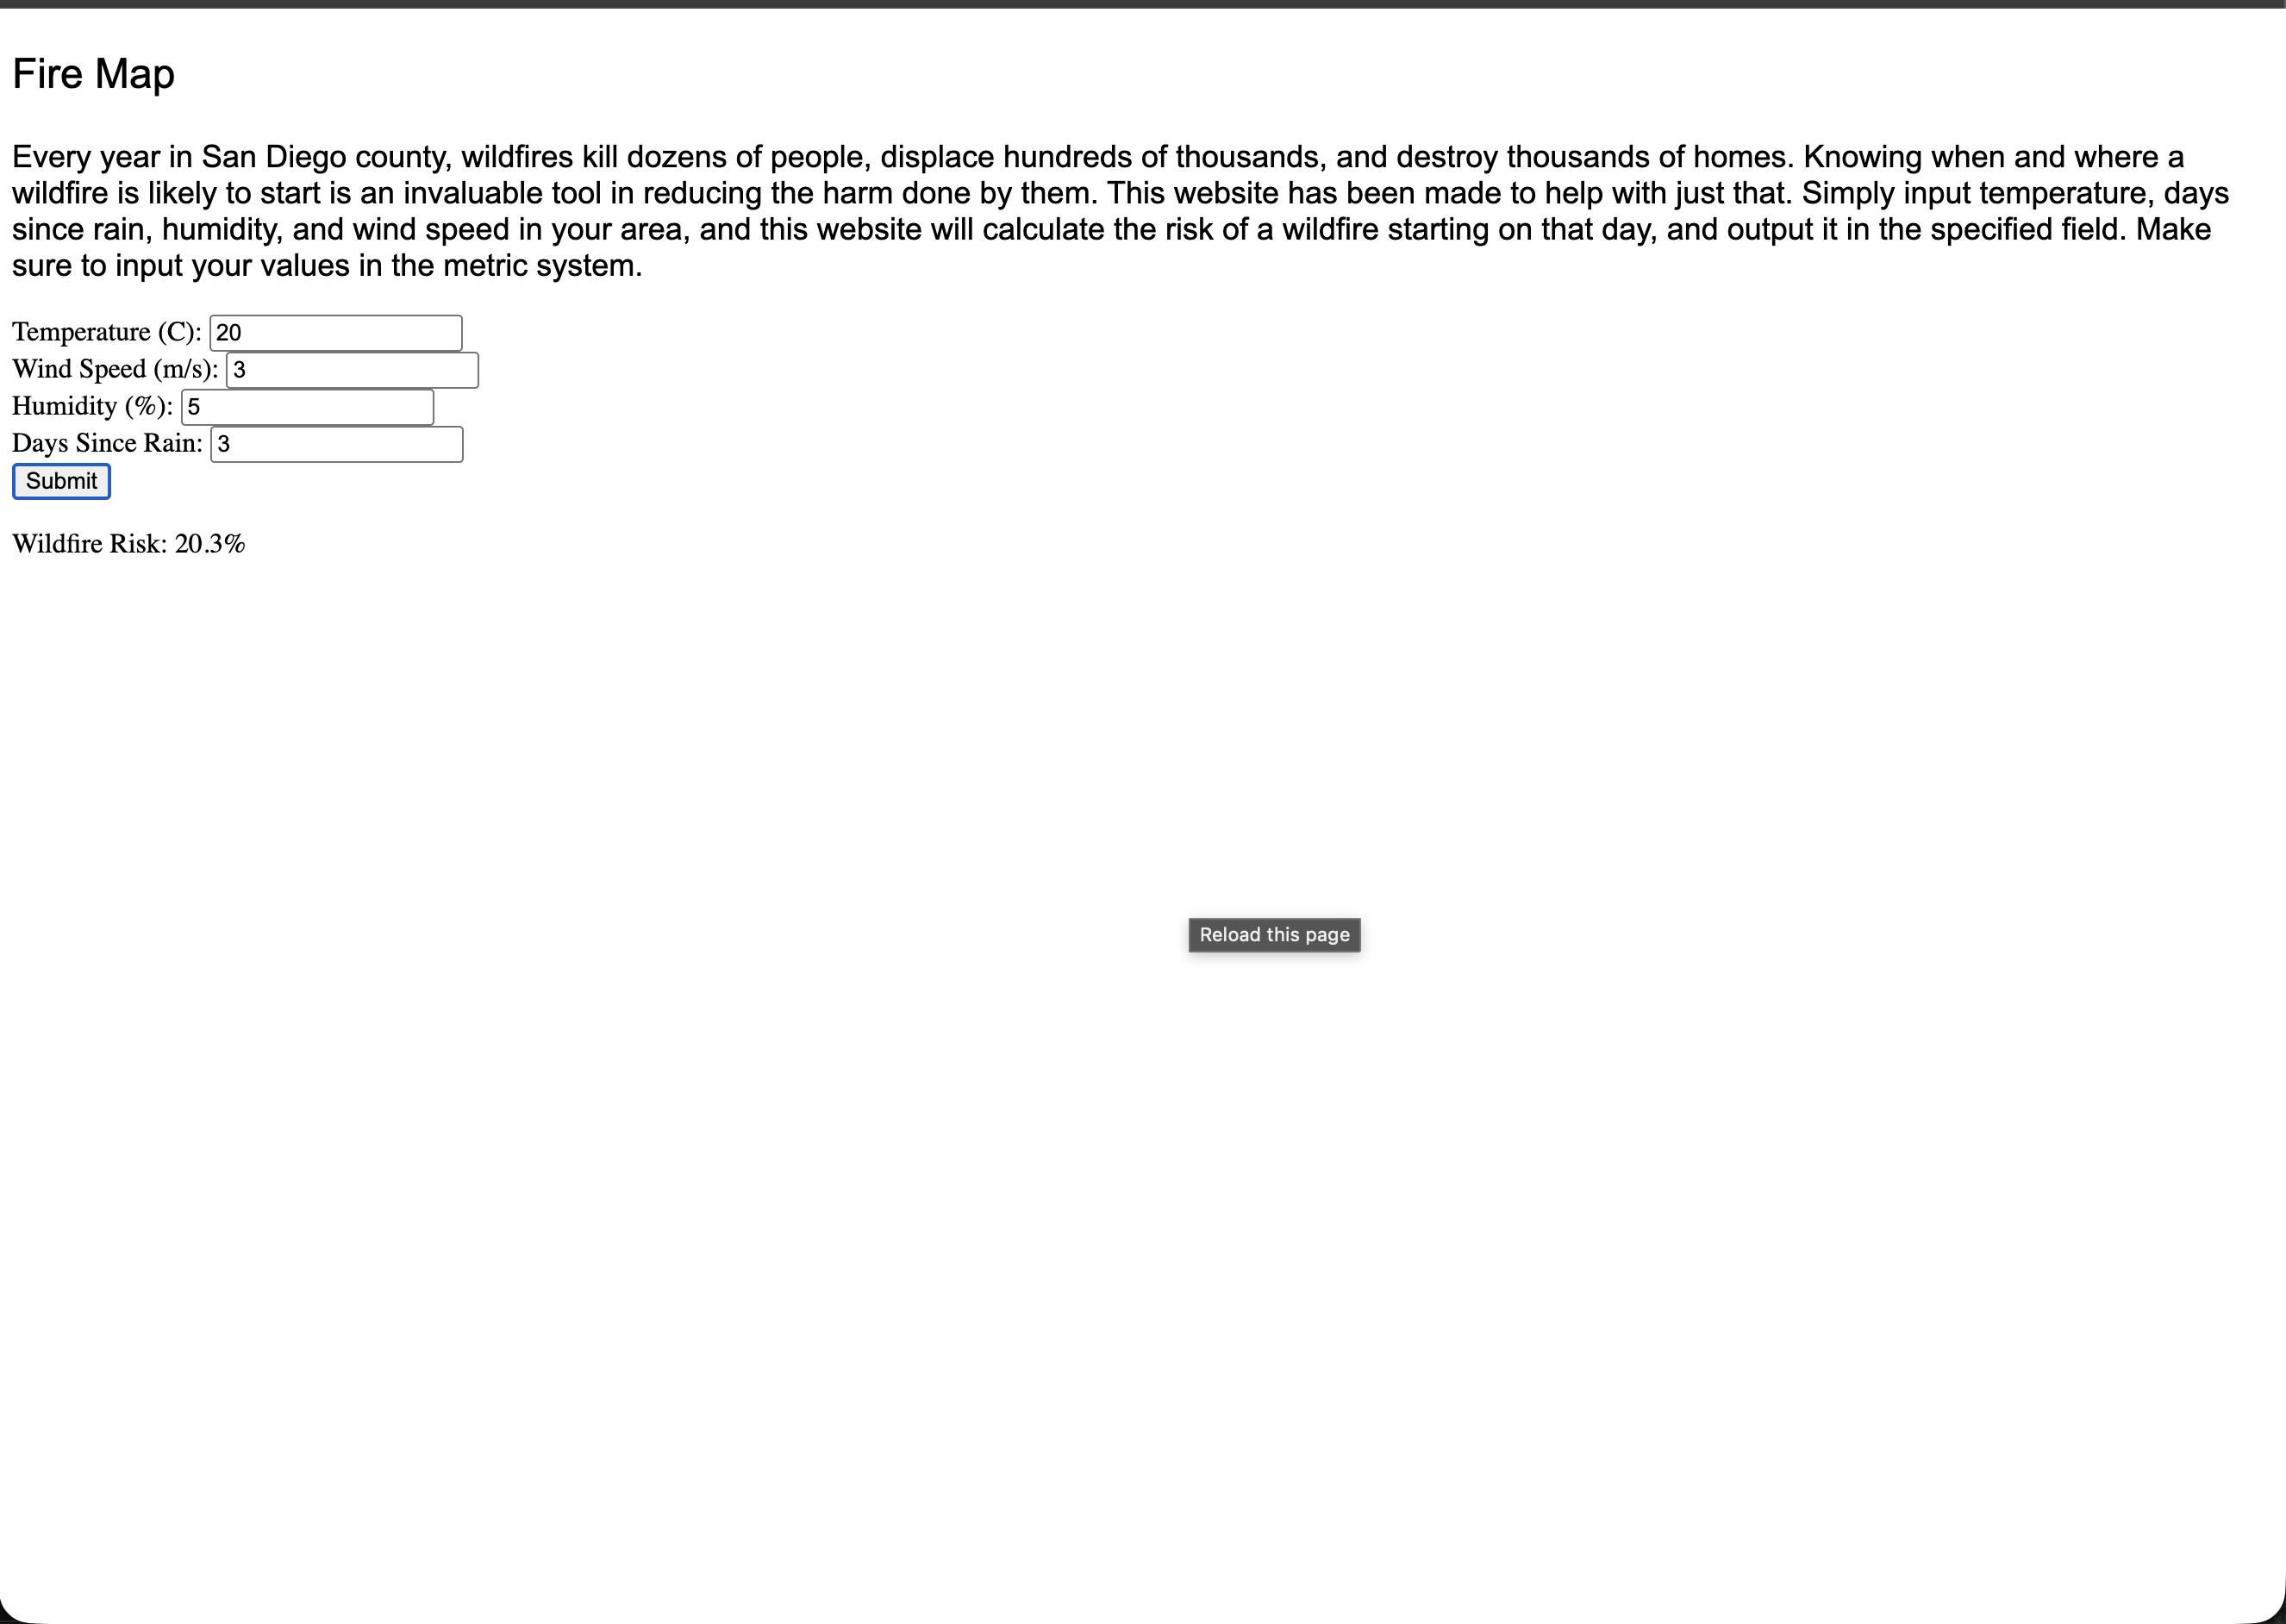 Fire Map
Every year in San Diego county, wildfires kill dozens of people, displace hundreds of thousands, and destroy thousands of homes. Knowing when and where a
wildfire is likely to start is an invaluable tool in reducing the harm done by them. This website has been made to help with just that. Simply input temperature, days
since rain, humidity, and wind speed in your area, and this website will calculate the risk of a wildfire starting on that day, and output it in the specified field. Make
sure to input your values in the metric system.
Temperature (C): 20
Wind Speed (m/s): 3
Humidity (%): 5
Days Since Rain: 3
Submit
Wildfire Risk: 20.3%
Reload this page